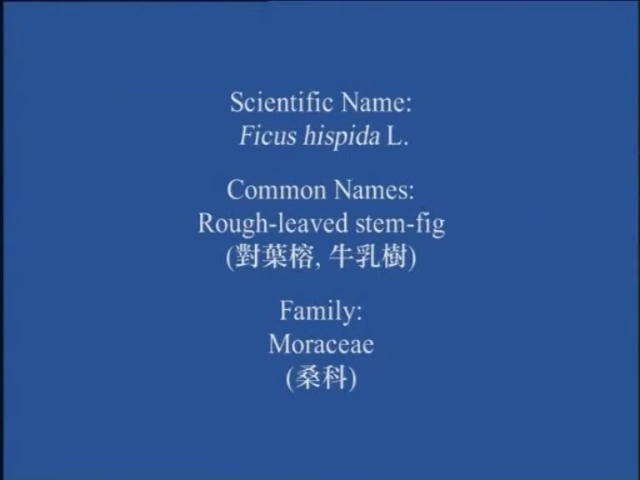 Scientific Name:
Ficus hispida L.
Common Names:
Rough-leaved stem-fig
(對葉榕, 牛乳樹)
Family:
Moraceae
(桑科)